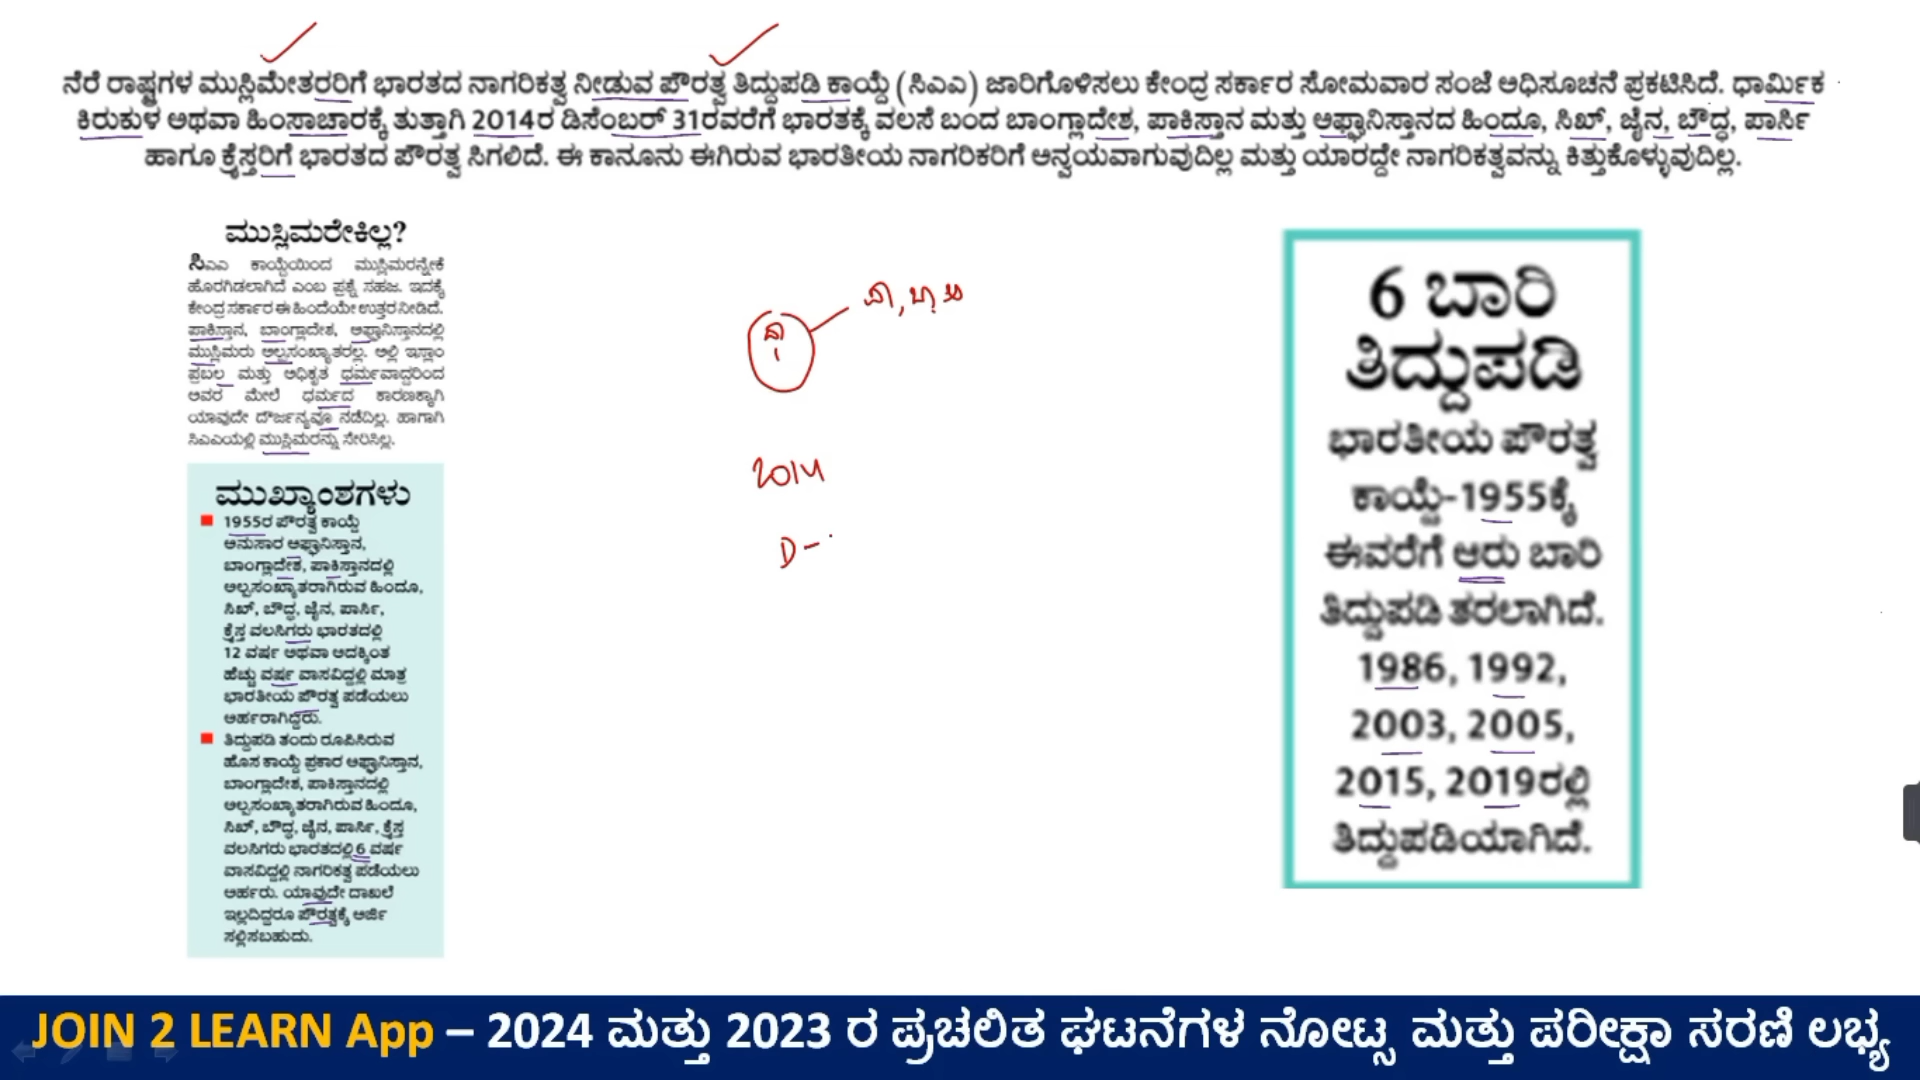 ನೆರೆ ರಾಷ್ಟ್ರಗಳ ಮುಸ್ಲಿಮೇತರರಿಗೆ ಭಾರತದ ನಾಗರಿಕತ್ವ ನೀಡುವ ಪೌರತ್ವ ತಿದ್ದುಪಡಿ ಕಾಯ್ದೆ (ಸಿಎಎ) ಜಾರಿಗೊಳಿಸಲು ಕೇಂದ್ರ ಸರ್ಕಾರ ಸೋಮವಾರ ಸಂಜೆ ಅಧಿಸೂಚನೆ ಪ್ರಕಟಿಸಿದೆ. ಧಾರ್ಮಿಕ
ಕಿರುಕುಳ ಅಥವಾ ಹಿಂಸಾಚಾರಕ್ಕೆ ತುತ್ತಾಗಿ 2014ರ ಡಿಸೆಂಬರ್ 31ರವರೆಗೆ ಭಾರತಕ್ಕೆ ವಲಸೆ ಬಂದ ಬಾಂಗ್ಲಾದೇಶ, ಪಾಕಿಸ್ತಾನ ಮತ್ತು ಅಫ್ಘಾನಿಸ್ತಾನದ ಹಿಂದೂ, ಸಿಖ್, ಜೈನ, ಬೌದ್ಧ, ಪಾರ್ಸಿ
ಹಾಗೂ ಕ್ರೈಸ್ತರಿಗೆ ಭಾರತದ ಪೌರತ್ವ ಸಿಗಲಿದೆ. ಈ ಕಾನೂನು ಈಗಿರುವ ಭಾರತೀಯ ನಾಗರಿಕರಿಗೆ ಅನ್ವಯವಾಗುವುದಿಲ್ಲ ಮತ್ತು ಯಾರದ್ದೇ ನಾಗರಿಕತ್ವವನ್ನು ಕಿತ್ತುಕೊಳ್ಳುವುದಿಲ್ಲ.
ಮುಸ್ಲಿಮರೇಕಿಲ್ಲ?
ಸಿಎಎ ಕಾಯ್ದೆಯಿಂದ ಮುಸ್ಲಿಮರನ್ನೇಕೆ
ಹೊರಗಿಡಲಾಗಿದೆ ಎಂಬ ಪ್ರಶ್ನೆ ಸಹಜ. ಇದಕ್ಕೆ
ಕೇಂದ್ರ ಸರ್ಕಾರ ಈ ಹಿಂದೆಯೇ ಉತ್ತರ ನೀಡಿದೆ.
ಪಾಕಿಸ್ತಾನ, ಬಾಂಗ್ಲಾದೇಶ, ಅಫ್ಘಾನಿಸ್ತಾನದಲ್ಲಿ
ಮುಸ್ಲಿಮರು ಅಲ್ಪಸಂಖ್ಯಾತರಲ್ಲ. ಅಲ್ಲಿ ಇಸ್ಲಾಂ
ಪ್ರಬಲ ಮತ್ತು ಅಧಿಕೃತ ಧರ್ಮವಾದ್ದರಿಂದ
ಅವರ ಮೇಲೆ ಧರ್ಮದ ಕಾರಣಕ್ಕಾಗಿ
ಯಾವುದೇ ದೌರ್ಜನ್ಯವೂ ನಡೆದಿಲ್ಲ. ಹಾಗಾಗಿ
ಸಿಎಎಯಲ್ಲಿ ಮುಸ್ಲಿಮರನ್ನು ಸೇರಿಸಿಲ್ಲ.
ಮುಖ್ಯಾಂಶಗಳು
1955ರ ಪೌರತ್ವ ಕಾಯ್ದೆ
ಅನುಸಾರ ಅಫ್ಘಾನಿಸ್ತಾನ,
ಬಾಂಗ್ಲಾದೇಶ, ಪಾಕಿಸ್ತಾನದಲ್ಲಿ
ಅಲ್ಪಸಂಖ್ಯಾತರಾಗಿರುವ ಹಿಂದೂ,
ಸಿಖ್, ಬೌದ್ಧ, ಜೈನ, ಪಾರ್ಸಿ,
ಕ್ರೈಸ್ತ ವಲಸಿಗರು ಭಾರತದಲ್ಲಿ
12 ವರ್ಷ ಅಥವಾ ಅದಕ್ಕಿಂತ
ಹೆಚ್ಚು ವರ್ಷ ವಾಸವಿದ್ದಲ್ಲಿ ಮಾತ್ರ
ಭಾರತೀಯ ಪೌರತ್ವ ಪಡೆಯಲು
ಅರ್ಹರಾಗಿದ್ದರು.
ತಿದ್ದುಪಡಿ ತಂದು ರೂಪಿಸಿರುವ
ಹೊಸ ಕಾಯ್ದೆ ಪ್ರಕಾರ ಅಫ್ಘಾನಿಸ್ತಾನ,
ಬಾಂಗ್ಲಾದೇಶ, ಪಾಕಿಸ್ತಾನದಲ್ಲಿ
ಅಲ್ಪಸಂಖ್ಯಾತರಾಗಿರುವ ಹಿಂದೂ,
ಸಿಖ್, ಬೌದ್ಧ, ಜೈನ, ಪಾರ್ಸಿ, ಕ್ರೈಸ್ತ
ವಲಸಿಗರು ಭಾರತದಲ್ಲಿ 6 ವರ್ಷ
ವಾಸವಿದ್ದಲ್ಲಿ ನಾಗರಿಕತ್ವ ಪಡೆಯಲು
ಅರ್ಹರು. ಯಾವುದೇ ದಾಖಲೆ
ಇಲ್ಲದಿದ್ದರೂ ಪೌರತ್ವಕ್ಕೆ ಅರ್ಜಿ
ಸಲ್ಲಿಸಬಹುದು.
2014
D-
6 ಬಾರಿ
ತಿದ್ದುಪಡಿ
ಭಾರತೀಯ ಪೌರತ್ವ
ಕಾಯ್ದೆ-1955ಕ್ಕೆ
ಈವರೆಗೆ ಆರು ಬಾರಿ
ತಿದ್ದುಪಡಿ ತರಲಾಗಿದೆ.
1986, 1992,
2003, 2005,
2015, 2019ರಲ್ಲಿ
ತಿದ್ದುಪಡಿಯಾಗಿದೆ.
JOIN 2 LEARN App – 2024 ಮತ್ತು 2023 ರ ಪ್ರಚಲಿತ ಘಟನೆಗಳ ನೋಟ್ಸ ಮತ್ತು ಪರೀಕ್ಷಾ ಸರಣಿ ಲಭ್ಯ